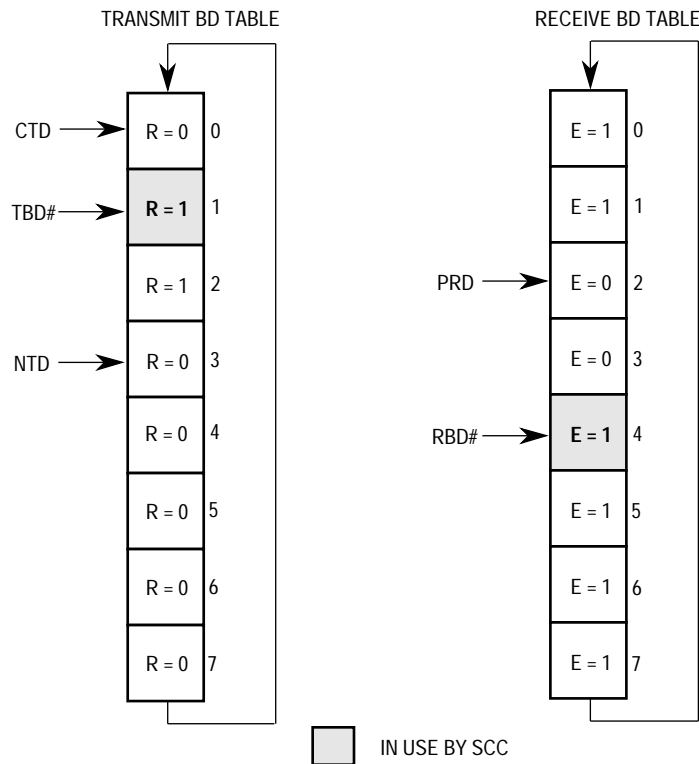 TRANSMIT BD TABLE
CTD
R = 0 0
TBD#
R = 1 1
R = 1 2
NTD
R = 0 3
R = 0 4
R = 0 5
R = 0 6
R = 0 7
RECEIVE BD TABLE
E = 1 0
E = 1 1
PRD
E = 0 2
E = 0 3
RBD#
E = 1 4
E = 1 5
E = 1 6
E = 1 7
IN USE BY SCC